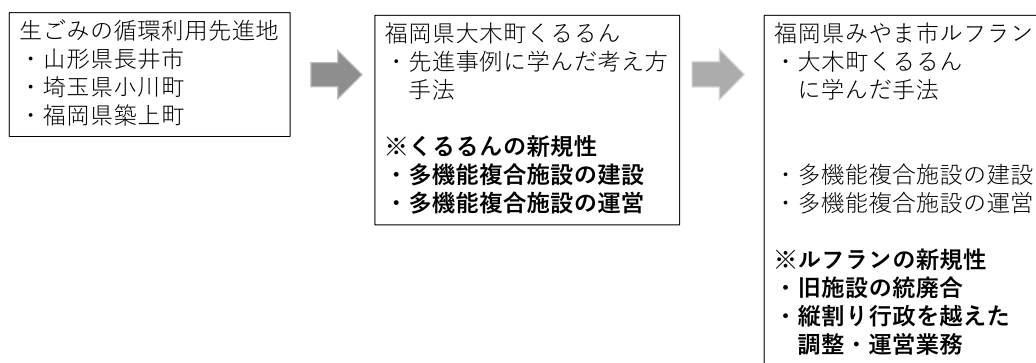 生ごみの循環利用先進地
・山形県長井市
・埼玉県小川町
・福岡県築上町
福岡県大木町くるるん
・先進事例に学んだ考え方
手法
※くるるんの新規性
・多機能複合施設の建設
・多機能複合施設の運営
福岡県みやま市ルフラン
・大木町くるるん
に学んだ手法
・多機能複合施設の建設
・多機能複合施設の運営
※ルフランの新規性
・旧施設の統廃合
・縦割り行政を越えた
調整・運営業務